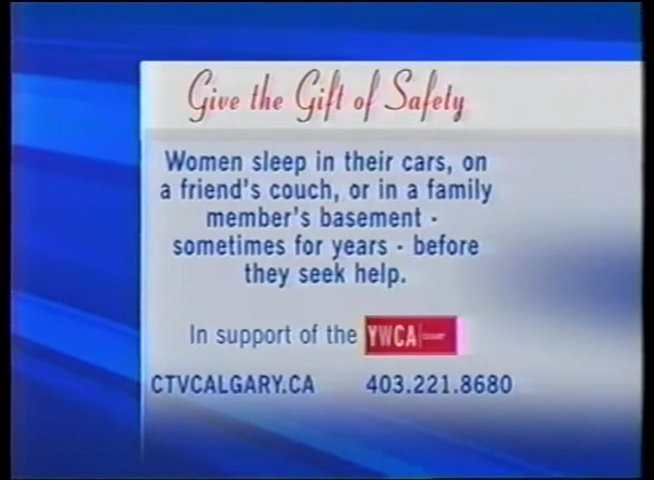 Give the Gift of Safety
Women sleep in their cars, on
a friend's couch, or in a family
member's basement -
sometimes for years - before
they seek help.
In support of the YWCA
CTVCALGARY.CA 403.221.8680